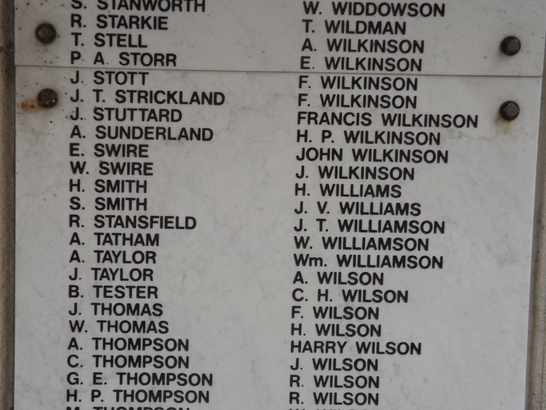 S. STANWORTH
R. STARKIE
T. STELL
P. A. STORR
J. STOTT
J. T. STRICKLAND
J. STUTTARD
A. SUNDERLAND
E. SWIRE
W. SWIRE
H. SMITH
S. SMITH
R. STANSFIELD
A. TATHAM
A. TAYLOR
J. TAYLOR
B. TESTER
J. THOMAS
W. THOMAS
A. THOMPSON
C. THOMPSON
G. E. THOMPSON
H. P. THOMPSON
M. THOMPSON
W. WIDDOWSON
T. WILDMAN
A. WILKINSON
E. WILKINSON
F. WILKINSON
F. WILKINSON
FRANCIS WILKINSON
H. P. WILKINSON
JOHN WILKINSON
J. WILKINSON
H. WILLIAMS
J. V. WILLIAMS
J. T. WILLIAMSON
W. WILLIAMSON
Wm. WILLIAMSON
A. WILSON
C. H. WILSON
F. WILSON
H. WILSON
HARRY WILSON
J. WILSON
R. WILSON
R. WILSON